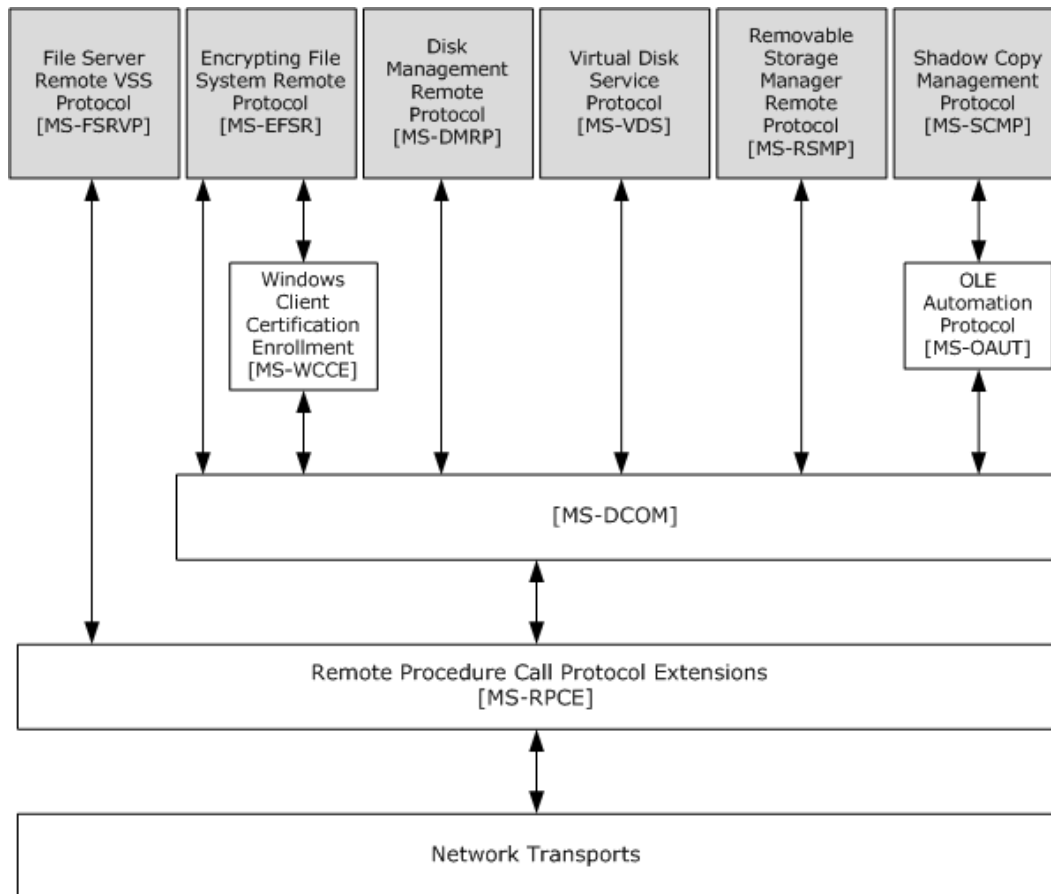 File Server
Remote VSS
Protocol
[MS-FSRVP]
Encrypting File
System Remote
Protocol
[MS-EFSR]
Disk
Management
Remote
Protocol
[MS-DMRP]
Virtual Disk
Service
Protocol
[MS-VDS]
Removable
Storage
Manager
Remote
Protocol
[MS-RSMP]
Shadow Copy
Management
Protocol
[MS-SCMP]
Windows
Client
Certification
Enrollment
[MS-WCCE]
OLE
Automation
Protocol
[MS-OAUT]
[MS-DCOM]
Remote Procedure Call Protocol Extensions
[MS-RPCE]
Network Transports